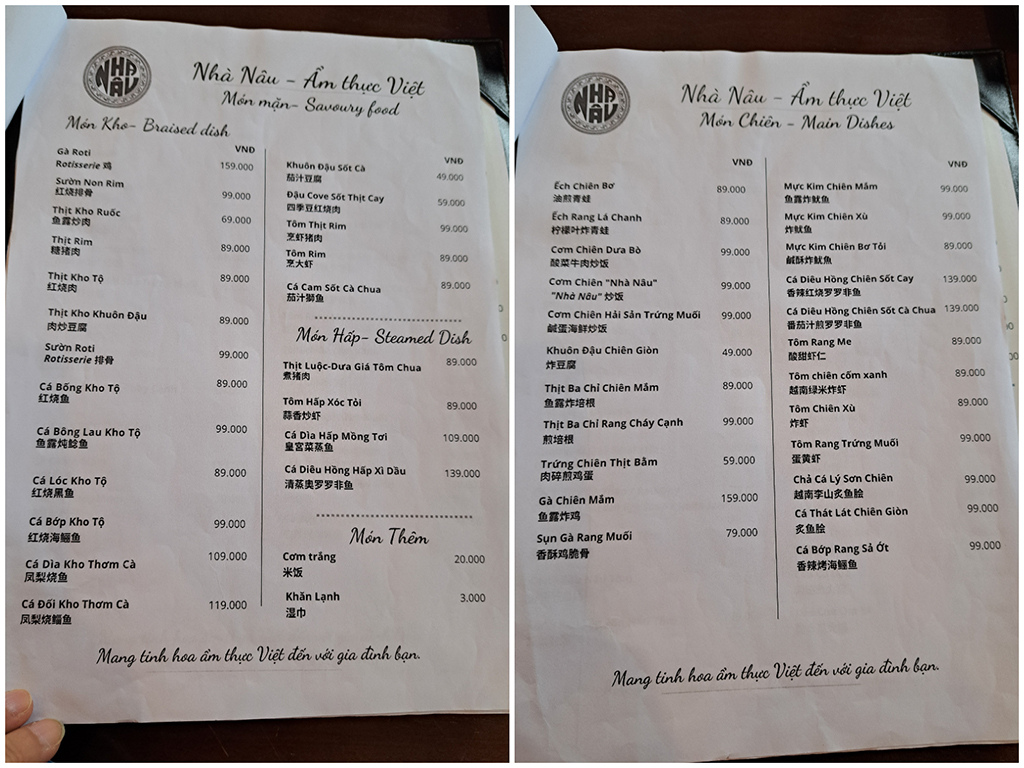 NHÀ NÂU
Nhà Nâu - Ẩm thực Việt
Món mặn- Savoury food
Món Kho- Braised dish
VNĐ
Gà Roti
Rotisserie 鸡 159.000
Sườn Non Rim
红烧排骨 99.000
Thịt Kho Ruốc
鱼露炒肉 69.000
Thịt Rim
糖猪肉 89.000
Thịt Kho Tộ
红烧肉 89.000
Thịt Kho Khuôn Đậu
肉炒豆腐 89.000
Sườn Roti
Rotisserie 排骨 99.000
Cá Bống Kho Tộ
红烧鱼 89.000
Cá Bông Lau Kho Tộ
鱼露炖鯰鱼 99.000
Cá Lóc Kho Tộ
红烧黑鱼 89.000
Cá Bớp Kho Tộ
红烧海鲡鱼 99.000
Cá Dìa Kho Thơm Cà
凤梨烧鱼 109.000
Cá Đối Kho Thơm Cà
凤梨烧鲻鱼 119.000
VNĐ
Khuôn Đậu Sốt Cà
茄汁豆腐 49.000
Đậu Cove Sốt Thịt Cay
四季豆红烧肉 59.000
Tôm Thịt Rim
烹虾猪肉 99.000
Tôm Rim
烹大虾 89.000
Cá Cam Sốt Cà Chua
茄汁鰤鱼 89.000
Món Hấp- Steamed Dish
Thịt Luộc-Dưa Giá Tôm Chua
煮猪肉 89.000
Tôm Hấp Xóc Tỏi
蒜香炒虾 89.000
Cá Dìa Hấp Mồng Tơi
皇宮菜蒸鱼 109.000
Cá Diêu Hồng Hấp Xì Dầu
清蒸奥罗罗非鱼 139.000
Món Thêm
Cơm trắng
米饭 20.000
Khăn Lạnh
湿巾 3.000
Mang tinh hoa ẩm thực Việt đến với gia đình bạn.
NHÀ NÂU
Nhà Nâu - Ẩm thực Việt
Món Chiên - Main Dishes
VNĐ
Ếch Chiên Bơ 89.000
油煎青蛙
Ếch Rang Lá Chanh 89.000
柠檬叶炸青蛙
Cơm Chiên Dưa Bò 99.000
酸菜牛肉炒饭
Cơm Chiên "Nhà Nâu" 99.000
"Nhà Nâu" 炒饭
Cơm Chiên Hải Sản Trứng Muối 99.000
鹹蛋海鲜炒饭
Khuôn Đậu Chiên Giòn 49.000
炸豆腐
Thịt Ba Chỉ Chiên Mắm 89.000
鱼露炸培根
Thịt Ba Chỉ Rang Cháy Cạnh 99.000
煎培根
Trứng Chiên Thịt Bằm 59.000
肉碎煎鸡蛋
Gà Chiên Mắm 159.000
鱼露炸鸡
Sụn Gà Rang Muối 79.000
香酥鸡脆骨
VNĐ
Mực Kim Chiên Mắm 99.000
鱼露炸鱿鱼
Mực Kim Chiên Xù 99.000
炸鱿鱼
Mực Kim Chiên Bơ Tỏi 89.000
鹹酥炸鱿鱼
Cá Diêu Hồng Chiên Sốt Cay 139.000
香辣红烧罗罗非鱼
Cá Diêu Hồng Chiên Sốt Cà Chua 139.000
番茄汁煎罗罗非鱼
Tôm Rang Me 89.000
酸甜虾仁
Tôm chiên cốm xanh 89.000
越南绿米炸虾
Tôm Chiên Xù 89.000
炸虾
Tôm Rang Trứng Muối 99.000
蛋黄虾
Chả Cá Lý Sơn Chiên 99.000
越南李山炙鱼脍
Cá Thát Lát Chiên Giòn 99.000
炙鱼脍
Cá Bớp Rang Sả Ớt 99.000
香辣烤海鲡鱼
Mang tinh hoa ẩm thực Việt đến với gia đình bạn.